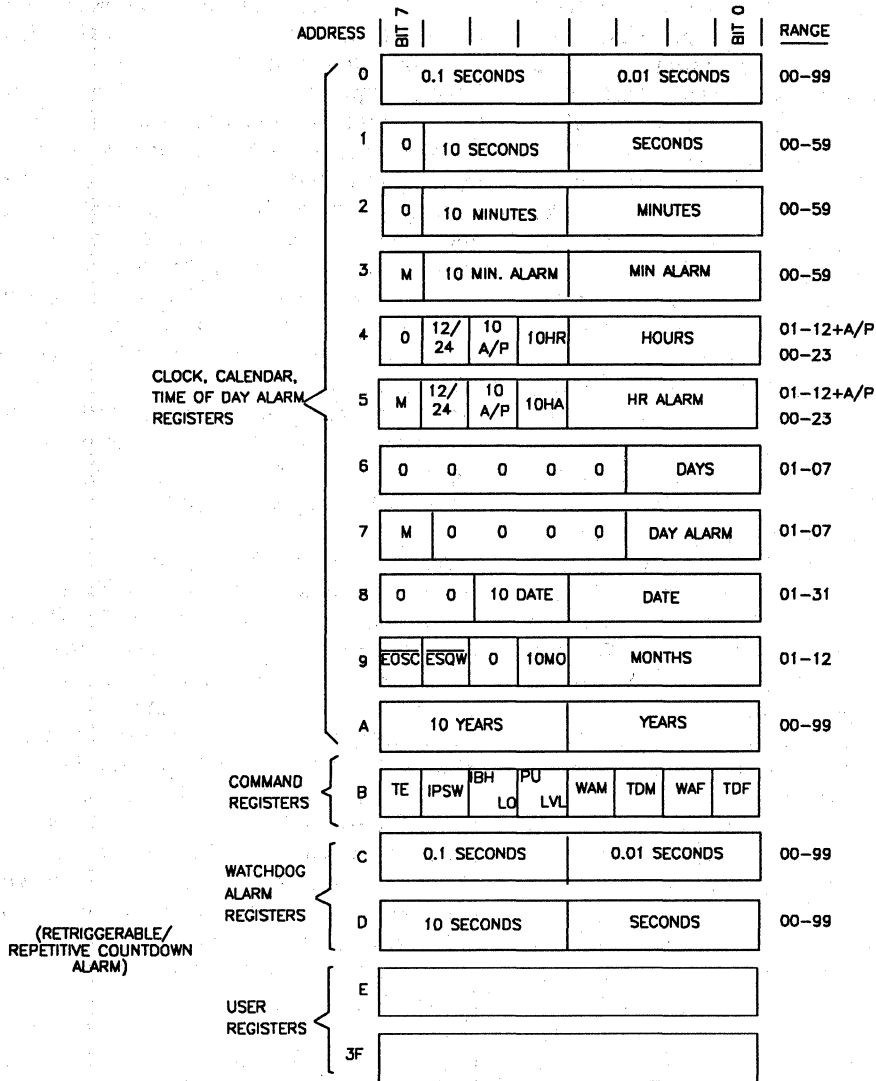 ADDRESS BIT 7 BIT 0 RANGE
0 0.1 SECONDS 0.01 SECONDS 00-99
1 0 10 SECONDS SECONDS 00-59
2 0 10 MINUTES MINUTES 00-59
3 M 10 MIN. ALARM MIN ALARM 00-59
4 0 12/24 10 A/P 10HR HOURS 01-12+A/P 00-23
CLOCK, CALENDAR,
TIME OF DAY ALARM
REGISTERS
5 M 12/24 10 A/P 10HA HR ALARM 01-12+A/P 00-23
6 0 0 0 0 0 DAYS 01-07
7 M 0 0 0 0 DAY ALARM 01-07
8 0 0 10 DATE DATE 01-31
9 EOSC ESQW 0 10MO MONTHS 01-12
A 10 YEARS YEARS 00-99
COMMAND
REGISTERS
B TE IPSW IBH LO PU LVL WAM TDM WAF TDF
C 0.1 SECONDS 0.01 SECONDS 00-99
WATCHDOG
ALARM
REGISTERS
D 10 SECONDS SECONDS 00-99
(RETRIGGERABLE/
REPETITIVE COUNTDOWN
ALARM)
E
USER
REGISTERS
3F